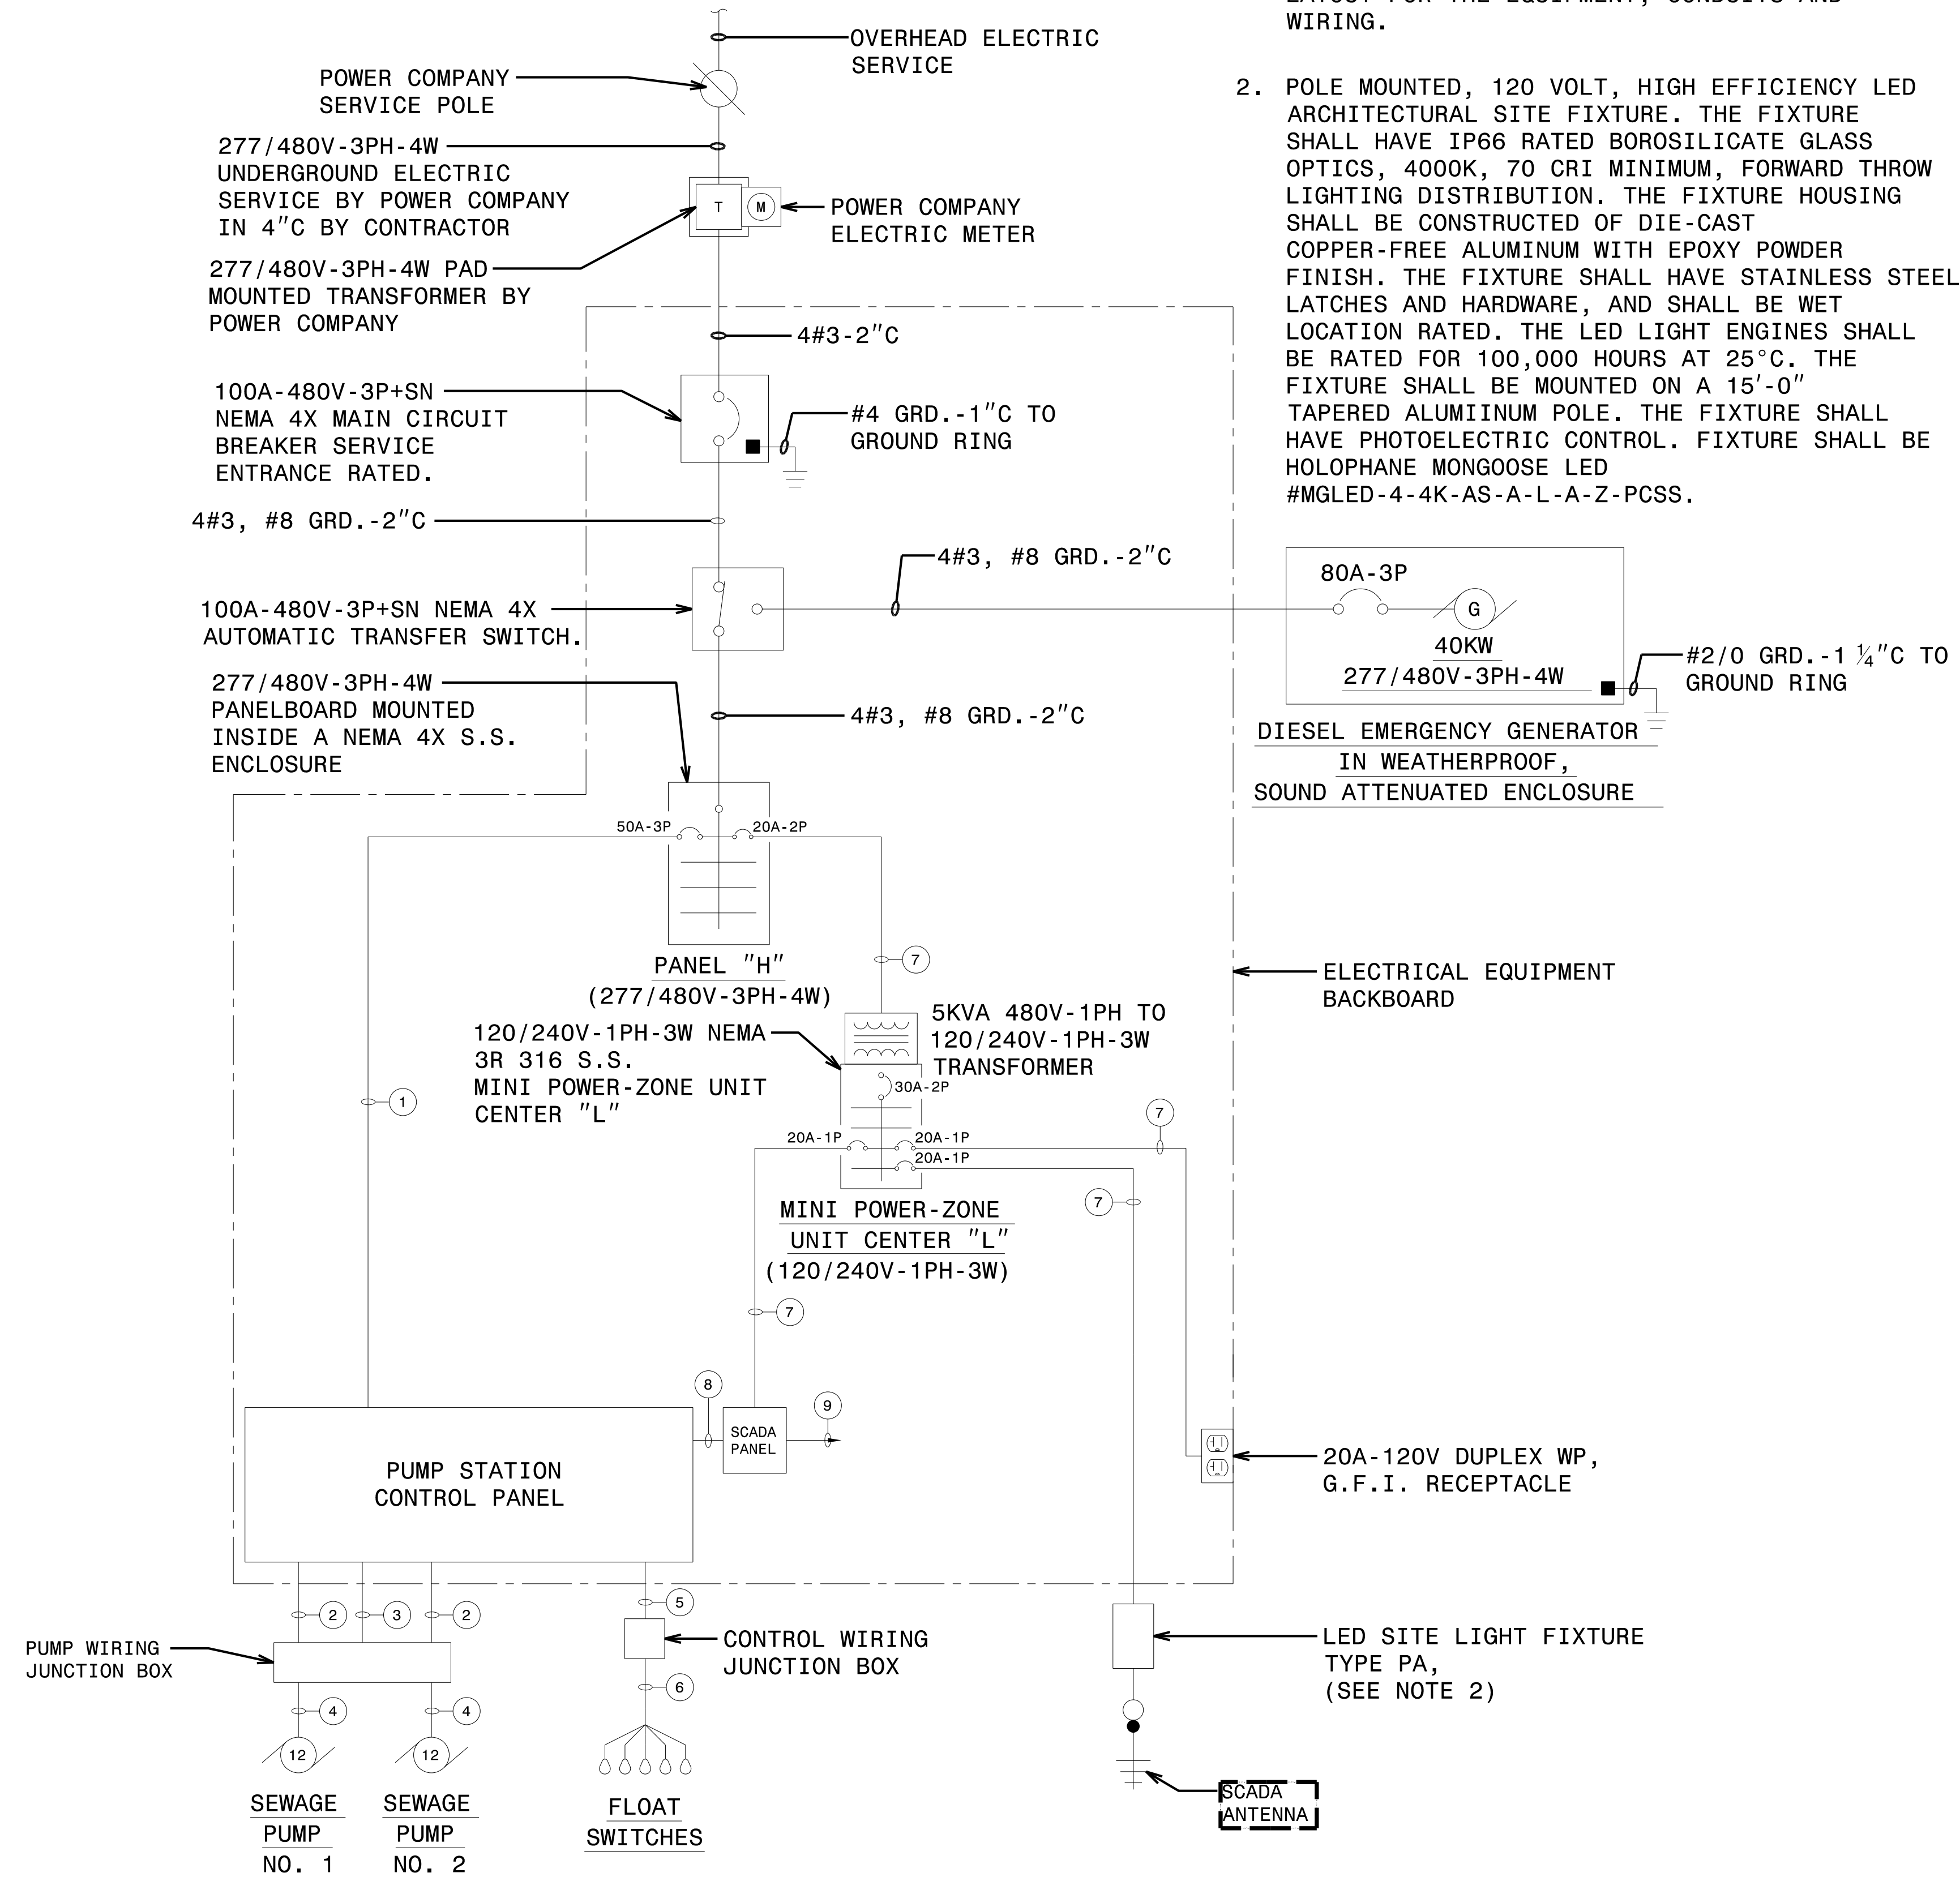 LAYOUT FOR THE EQUIPMENT, CONDUITS AND
WIRING.
2. POLE MOUNTED, 120 VOLT, HIGH EFFICIENCY LED
ARCHITECTURAL SITE FIXTURE. THE FIXTURE
SHALL HAVE IP66 RATED BOROSILICATE GLASS
OPTICS, 4000K, 70 CRI MINIMUM, FORWARD THROW
LIGHTING DISTRIBUTION. THE FIXTURE HOUSING
SHALL BE CONSTRUCTED OF DIE-CAST
COPPER-FREE ALUMINUM WITH EPOXY POWDER
FINISH. THE FIXTURE SHALL HAVE STAINLESS STEEL
LATCHES AND HARDWARE, AND SHALL BE WET
LOCATION RATED. THE LED LIGHT ENGINES SHALL
BE RATED FOR 100,000 HOURS AT 25°C. THE
FIXTURE SHALL BE MOUNTED ON A 15'-0"
TAPERED ALUMIINUM POLE. THE FIXTURE SHALL
HAVE PHOTOELECTRIC CONTROL. FIXTURE SHALL BE
HOLOPHANE MONGOOSE LED
#MGLED-4-4K-AS-A-L-A-Z-PCSS.
OVERHEAD ELECTRIC
SERVICE
POWER COMPANY
SERVICE POLE
277/480V-3PH-4W
UNDERGROUND ELECTRIC
SERVICE BY POWER COMPANY
IN 4"C BY CONTRACTOR
T
M
POWER COMPANY
ELECTRIC METER
277/480V-3PH-4W PAD
MOUNTED TRANSFORMER BY
POWER COMPANY
4#3-2"C
100A-480V-3P+SN
NEMA 4X MAIN CIRCUIT
BREAKER SERVICE
ENTRANCE RATED.
#4 GRD.-1"C TO
GROUND RING
4#3, #8 GRD.-2"C
4#3, #8 GRD.-2"C
100A-480V-3P+SN NEMA 4X
AUTOMATIC TRANSFER SWITCH.
80A-3P
G
40KW
277/480V-3PH-4W
#2/0 GRD.-1 ¼"C TO
GROUND RING
DIESEL EMERGENCY GENERATOR
IN WEATHERPROOF,
SOUND ATTENUATED ENCLOSURE
277/480V-3PH-4W
PANELBOARD MOUNTED
INSIDE A NEMA 4X S.S.
ENCLOSURE
4#3, #8 GRD.-2"C
50A-3P
20A-2P
PANEL "H"
(277/480V-3PH-4W)
7
ELECTRICAL EQUIPMENT
BACKBOARD
5KVA 480V-1PH TO
120/240V-1PH-3W
TRANSFORMER
120/240V-1PH-3W NEMA
3R 316 S.S.
MINI POWER-ZONE UNIT
CENTER "L"
30A-2P
1
7
20A-1P
20A-1P
20A-1P
7
MINI POWER-ZONE
UNIT CENTER "L"
(120/240V-1PH-3W)
7
8
9
SCADA
PANEL
PUMP STATION
CONTROL PANEL
20A-120V DUPLEX WP,
G.F.I. RECEPTACLE
2
3
2
5
PUMP WIRING
JUNCTION BOX
CONTROL WIRING
JUNCTION BOX
LED SITE LIGHT FIXTURE
TYPE PA,
(SEE NOTE 2)
4
4
6
12
12
SEWAGE
PUMP
NO. 1
SEWAGE
PUMP
NO. 2
FLOAT
SWITCHES
SCADA
ANTENNA